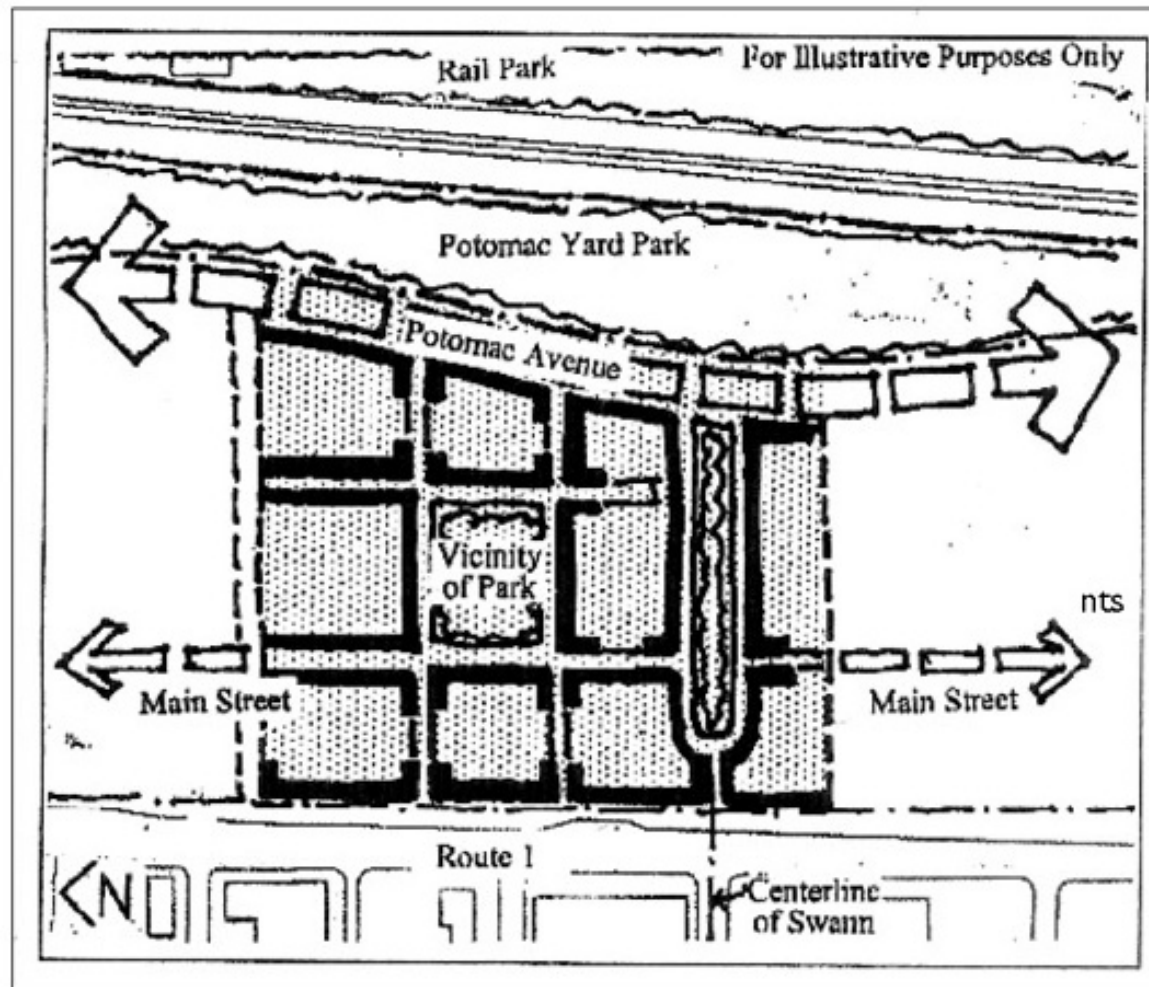 Rail Park
For Illustrative Purposes Only
Potomac Yard Park
Potomac Avenue
Vicinity
of Park
nts
Main Street
Main Street
Route 1
N
Centerline
of Swann